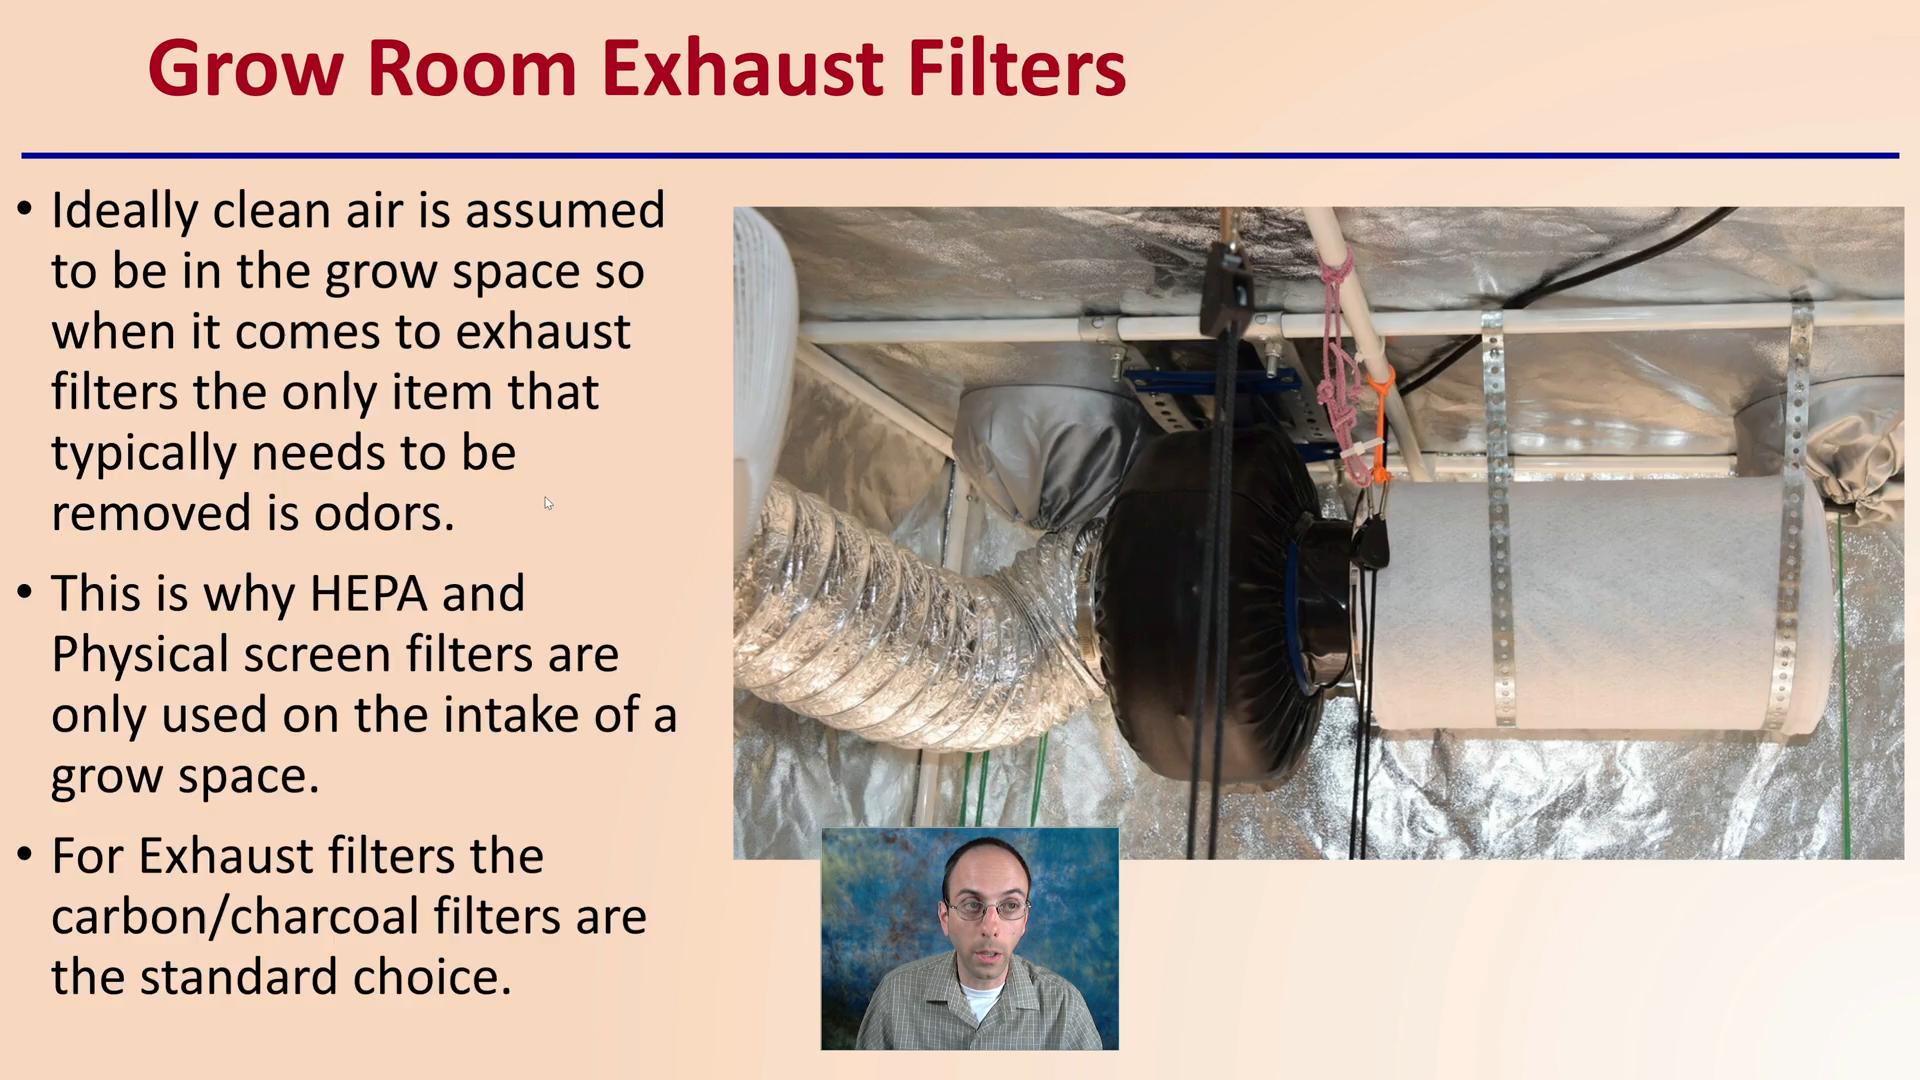 Grow Room Exhaust Filters
• Ideally clean air is assumed
to be in the grow space so
when it comes to exhaust
filters the only item that
typically needs to be
removed is odors.
• This is why HEPA and
Physical screen filters are
only used on the intake of a
grow space.
• For Exhaust filters the
carbon/charcoal filters are
the standard choice.